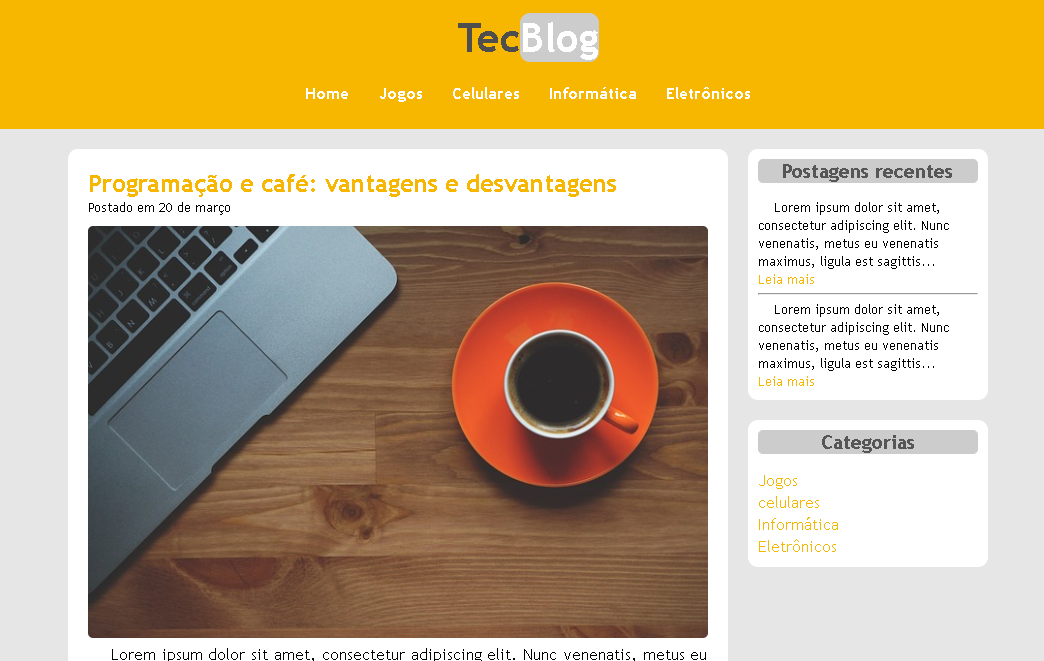 TecBlog
Home Jogos Celulares Informática Eletrônicos
Programação e café: vantagens e desvantagens
Postado em 20 de março
Lorem ipsum dolor sit amet, consectetur adipiscing elit. Nunc venenatis, metus eu
Postagens recentes
Lorem ipsum dolor sit amet,
consectetur adipiscing elit. Nunc
venenatis, metus eu venenatis
maximus, ligula est sagittis...
Leia mais
Lorem ipsum dolor sit amet,
consectetur adipiscing elit. Nunc
venenatis, metus eu venenatis
maximus, ligula est sagittis...
Leia mais
Categorias
Jogos
celulares
Informática
Eletrônicos